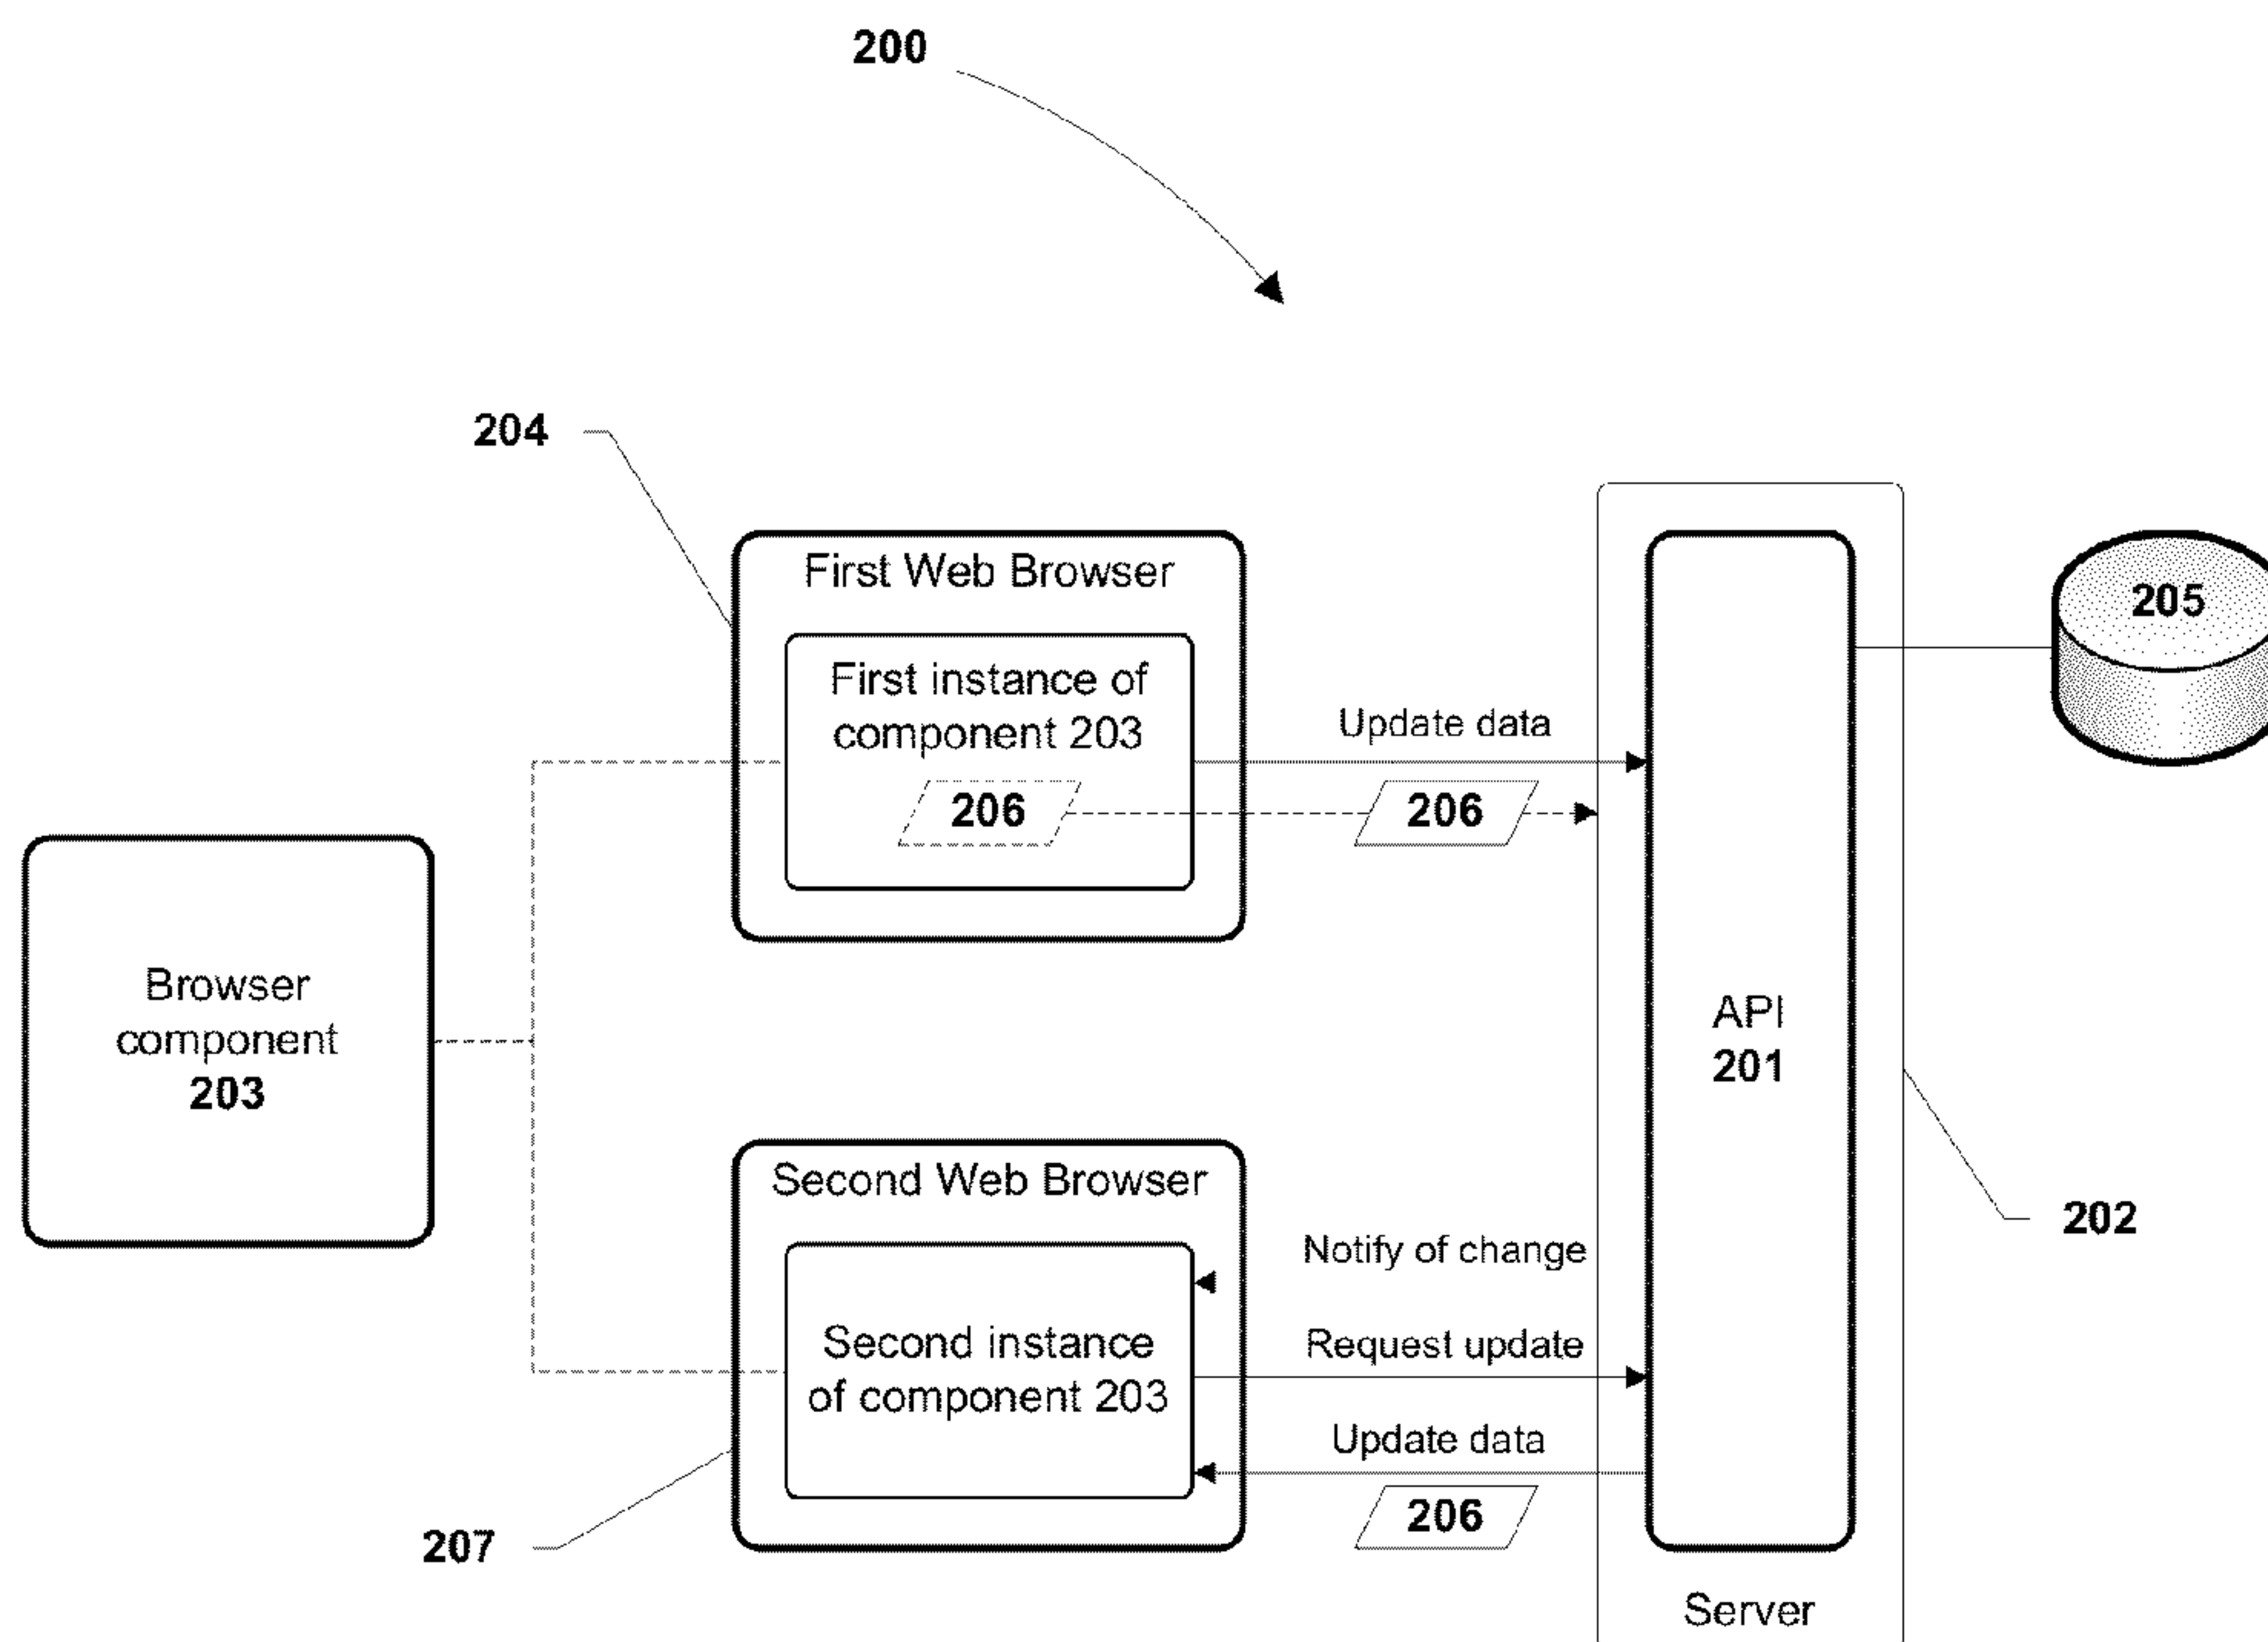 200
204
First Web Browser
205
First instance of
component 203
Update data
206
206
Browser
component
203
API
201
Second Web Browser
202
Notify of change
Second instance
of component 203
Request update
Update data
206
207
Server